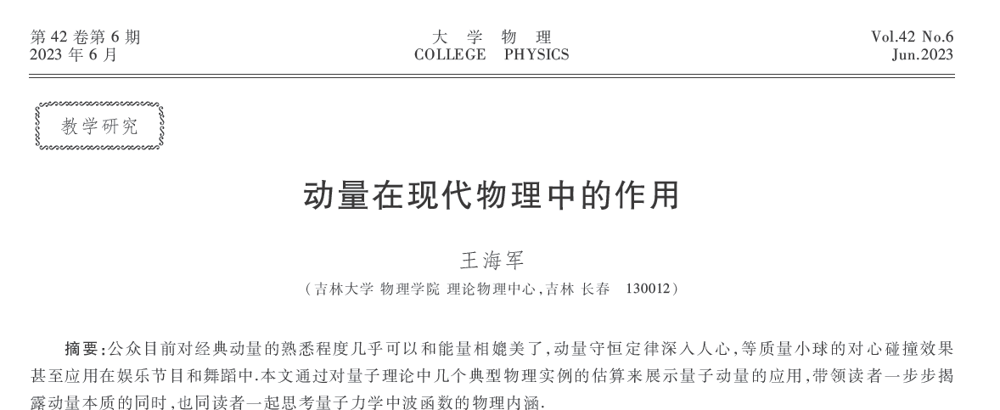 第 42 卷第 6 期
大 学 物 理
Vol.42 No.6
2023 年 6 月
COLLEGE PHYSICS
Jun.2023
教学研究
动量在现代物理中的作用
王海军
(吉林大学 物理学院 理论物理中心,吉林 长春 130012)
摘要:公众目前对经典动量的熟悉程度几乎可以和能量相媲美了,动量守恒定律深入人心,等质量小球的对心碰撞效果
甚至应用在娱乐节目和舞蹈中.本文通过对量子理论中几个典型物理实例的估算来展示量子动量的应用,带领读者一步步揭
露动量本质的同时,也同读者一起思考量子力学中波函数的物理内涵.